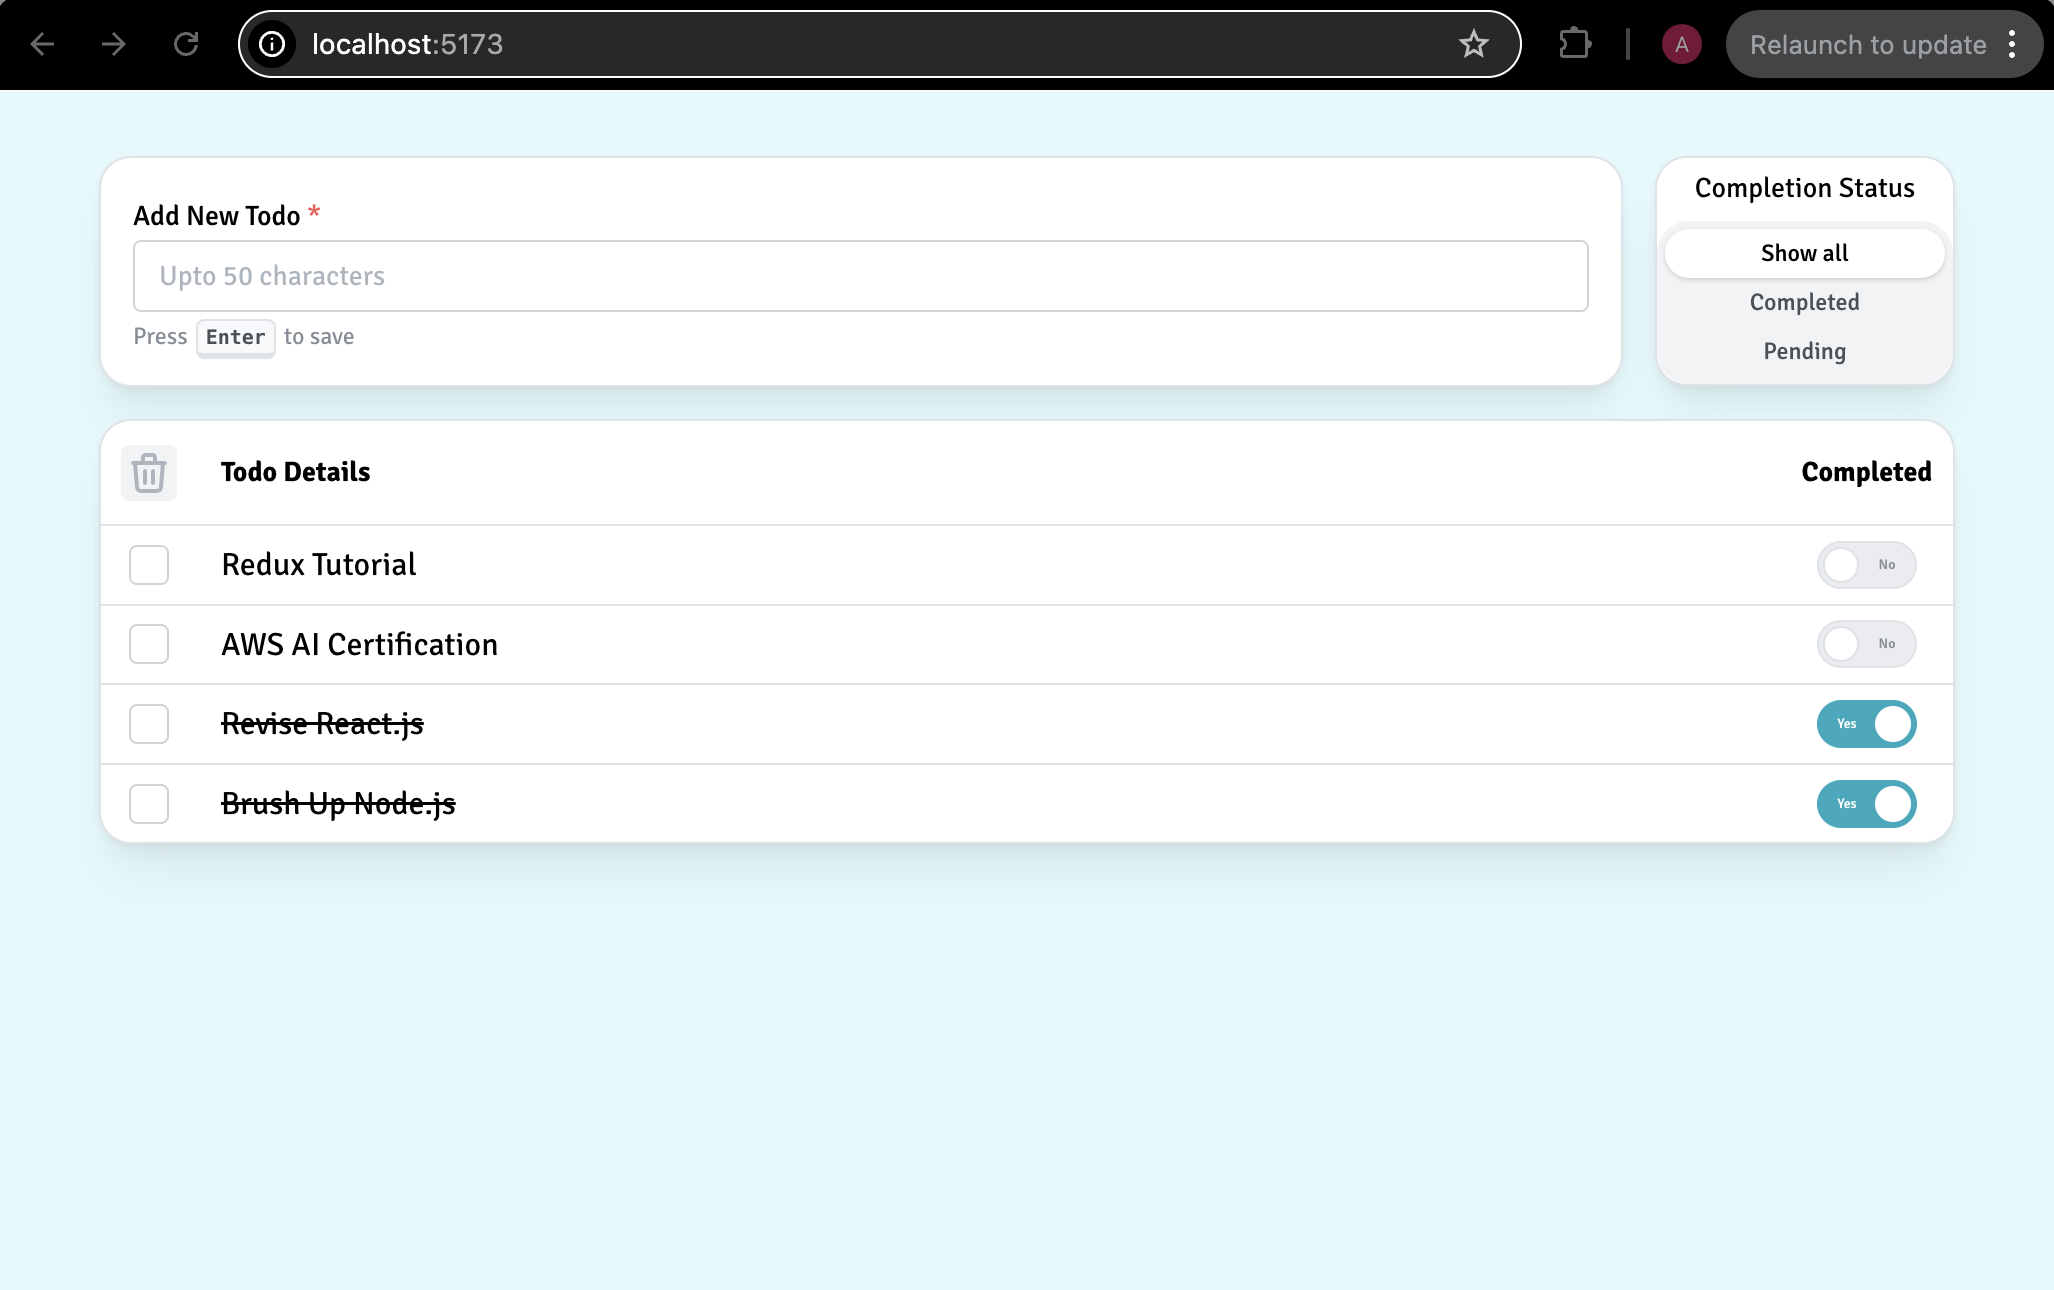 localhost:5173
A
Relaunch to update
Add New Todo *
Upto 50 characters
Press Enter to save
Completion Status
Show all
Completed
Pending
Todo Details Completed
Redux Tutorial No
AWS AI Certification No
Revise React.js Yes
Brush Up Node.js Yes